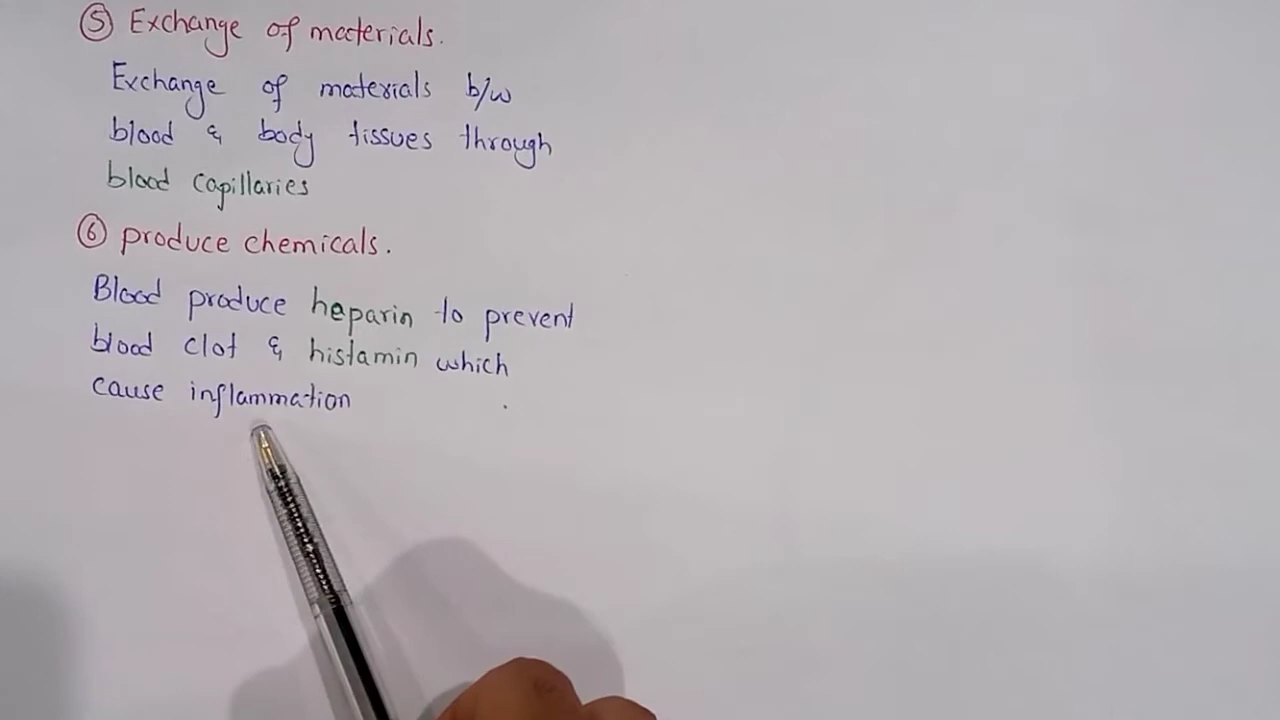 ⑤ Exchange of materials.
Exchange of materials b/w
blood & body tissues through
blood capillaries
⑥ produce chemicals.
Blood produce heparin to prevent
blood clot & histamin which
cause inflammation